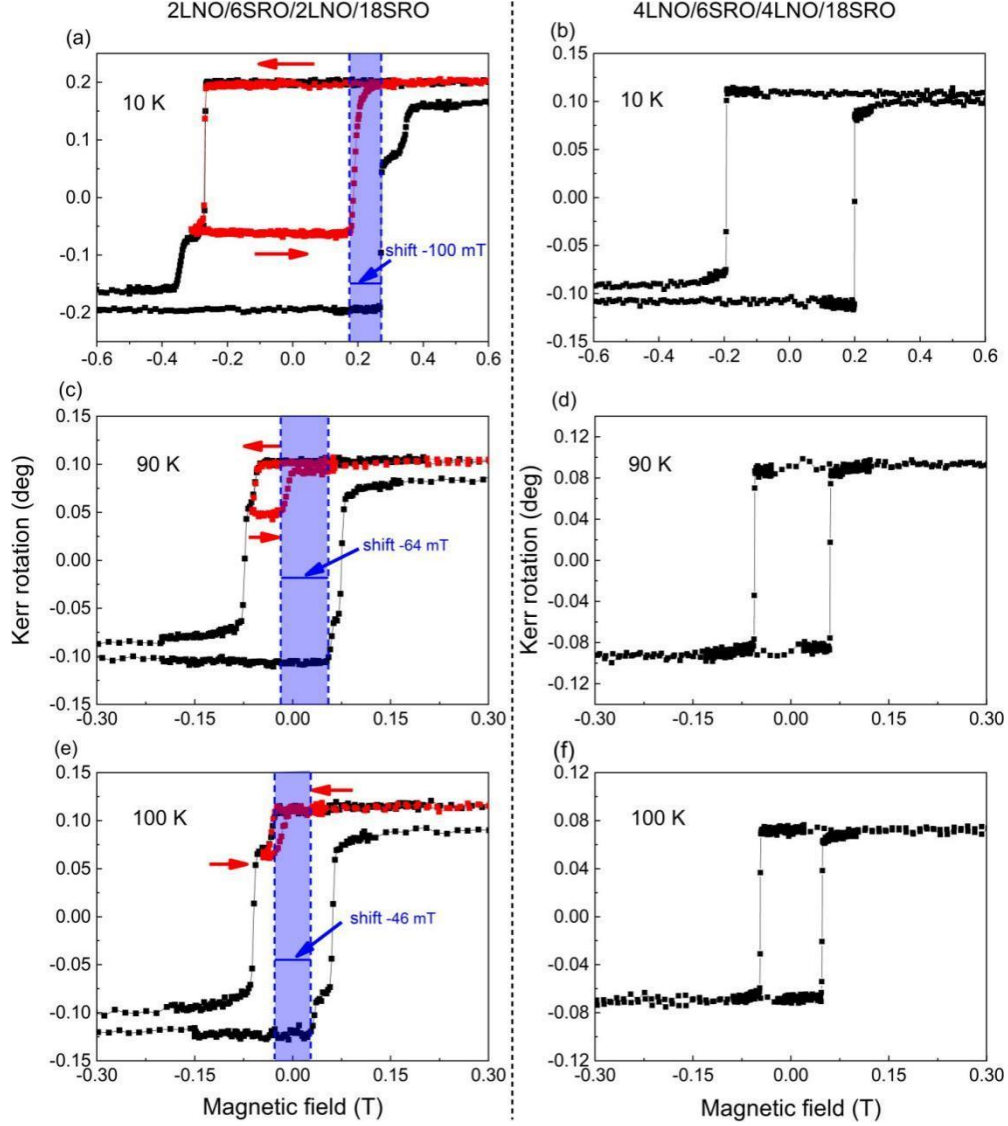 2LNO/6SRO/2LNO/18SRO
4LNO/6SRO/4LNO/18SRO
(a)
0.2
0.1
0.0
-0.1
-0.2
10 K
shift -100 mT
-0.6 -0.4 -0.2 0.0 0.2 0.4 0.6
(b)
0.15
0.10
0.05
0.00
-0.05
-0.10
-0.15
10 K
-0.6 -0.4 -0.2 0.0 0.2 0.4 0.6
(c)
0.15
0.10
0.05
0.00
-0.05
-0.10
-0.15
90 K
shift -64 mT
-0.30 -0.15 0.00 0.15 0.30
Kerr rotation (deg)
(d)
0.12
0.08
0.04
0.00
-0.04
-0.08
-0.12
90 K
-0.30 -0.15 0.00 0.15 0.30
Kerr rotation (deg)
(e)
0.15
0.10
0.05
0.00
-0.05
-0.10
-0.15
100 K
shift -46 mT
-0.30 -0.15 0.00 0.15 0.30
Magnetic field (T)
(f)
0.12
0.08
0.04
0.00
-0.04
-0.08
-0.12
100 K
-0.30 -0.15 0.00 0.15 0.30
Magnetic field (T)